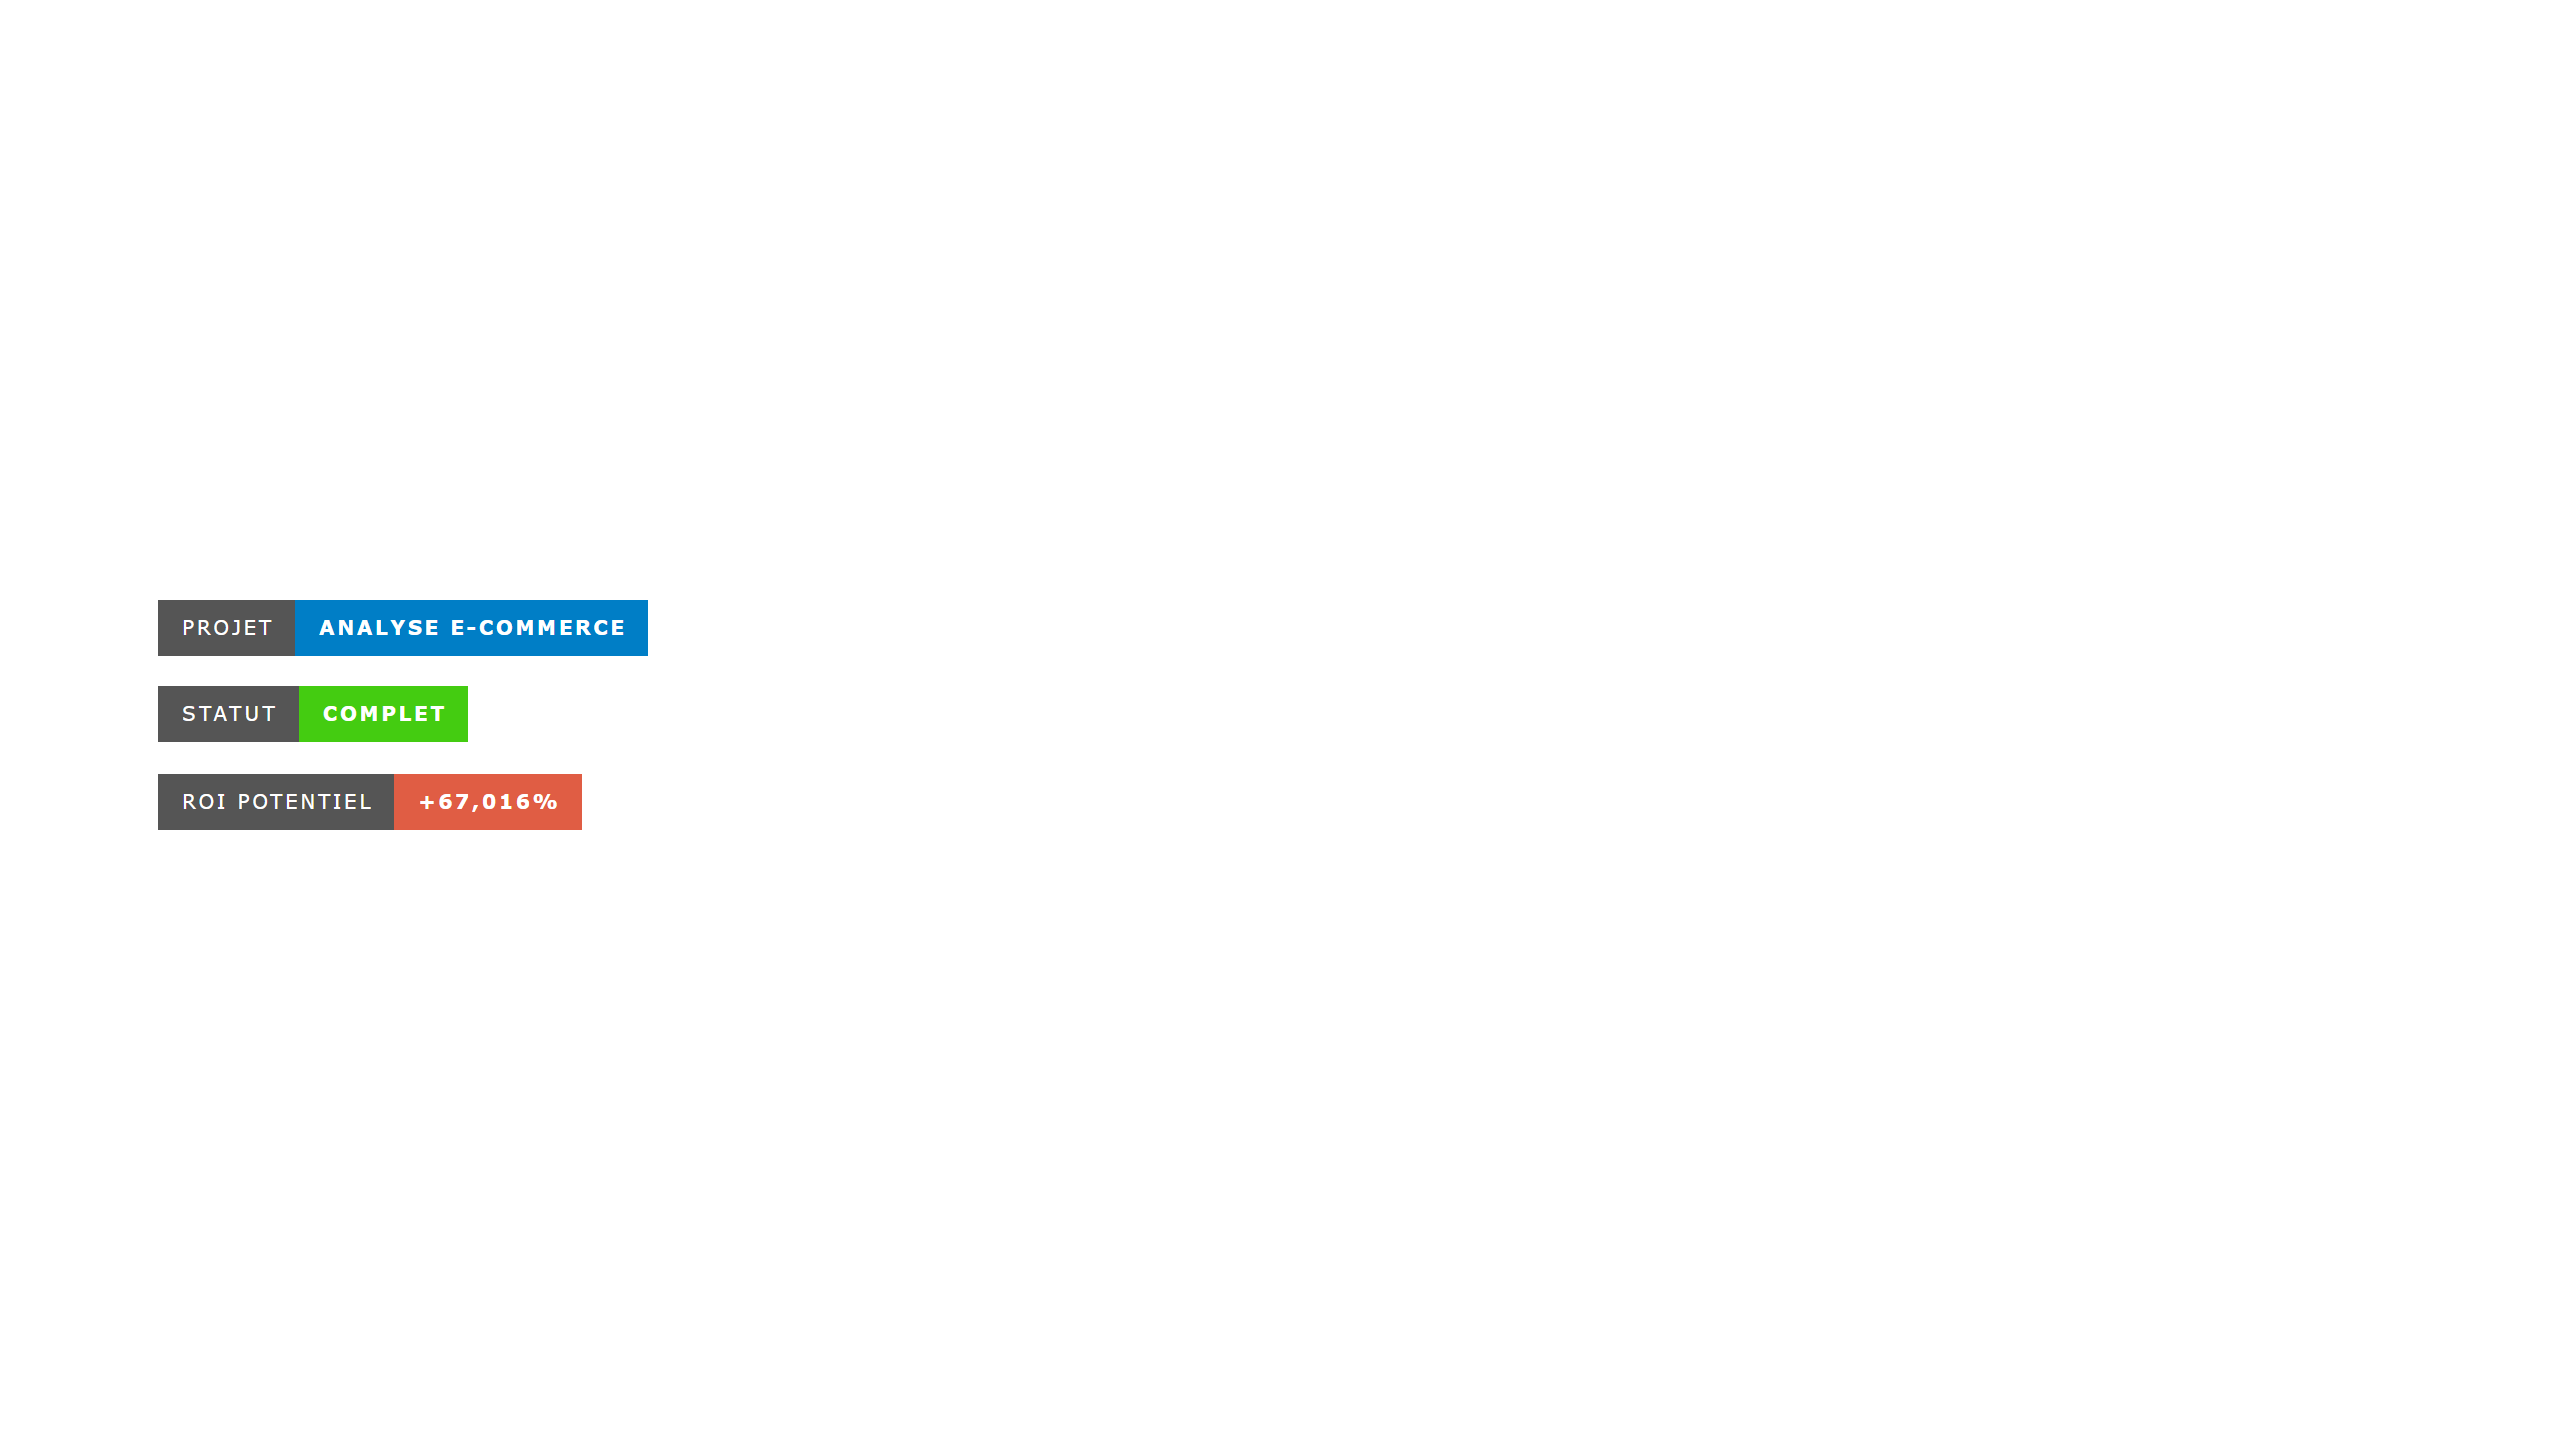 PROJET ANALYSE E-COMMERCE
STATUT COMPLET
ROI POTENTIEL +67,016%